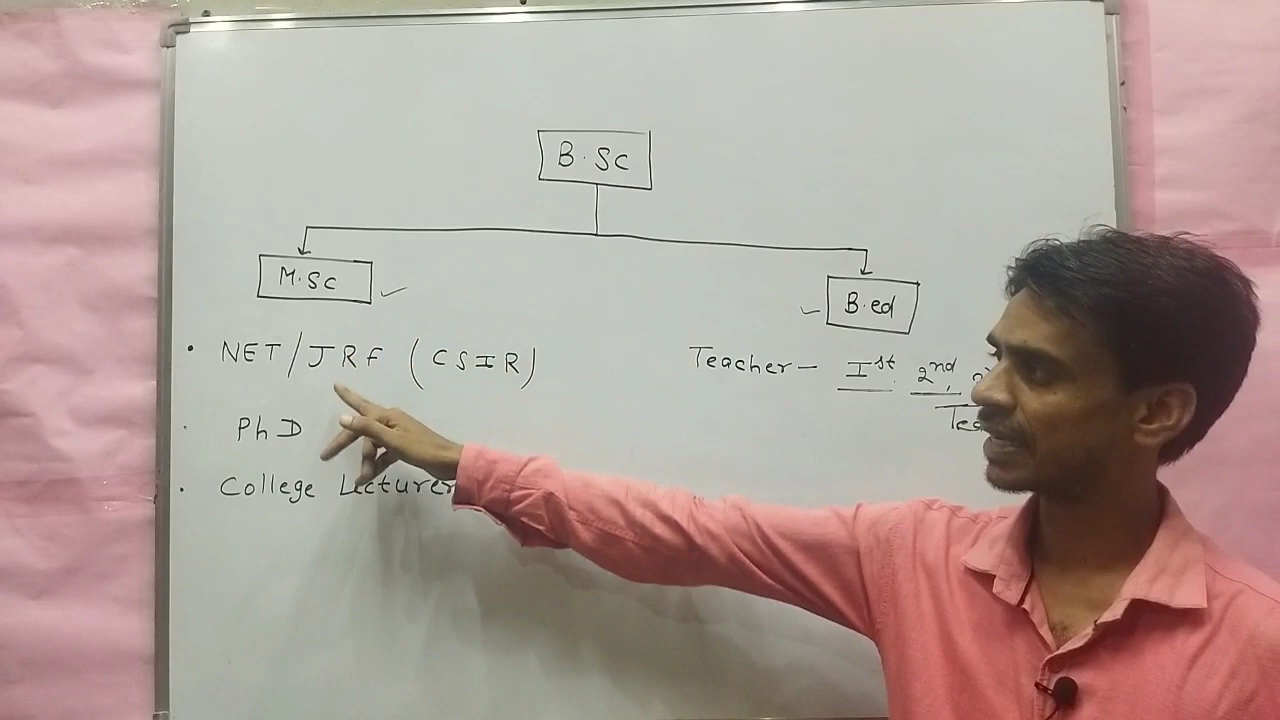 B.Sc
M.Sc
B.ed
NET/JRF (CSIR)
Teacher- Ist 2nd,
PhD
College Lecturer